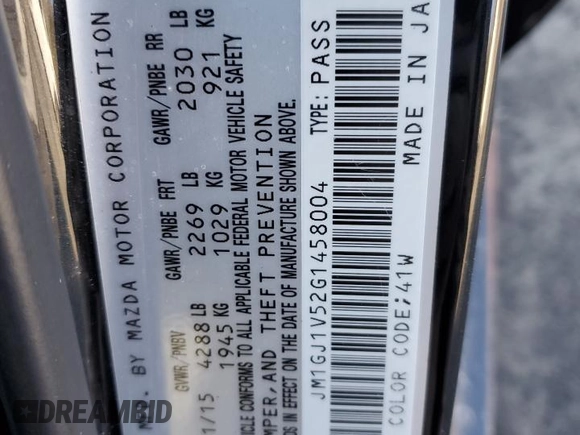 MFG. BY MAZDA MOTOR CORPORATION
GVWR/PNBV GAWR/PNBE FRT GAWR/PNBE RR
1/15 4288 LB 2269 LB 2030 LB
1945 KG 1029 KG 921 KG
VEHICLE CONFORMS TO ALL APPLICABLE FEDERAL MOTOR VEHICLE SAFETY
AND THEFT PREVENTION
IN EFFECT ON THE DATE OF MANUFACTURE SHOWN ABOVE.
JM1GJ1V52G1458004 TYPE: PASS
COLOR CODE;41W MADE IN JA
DREAMBID